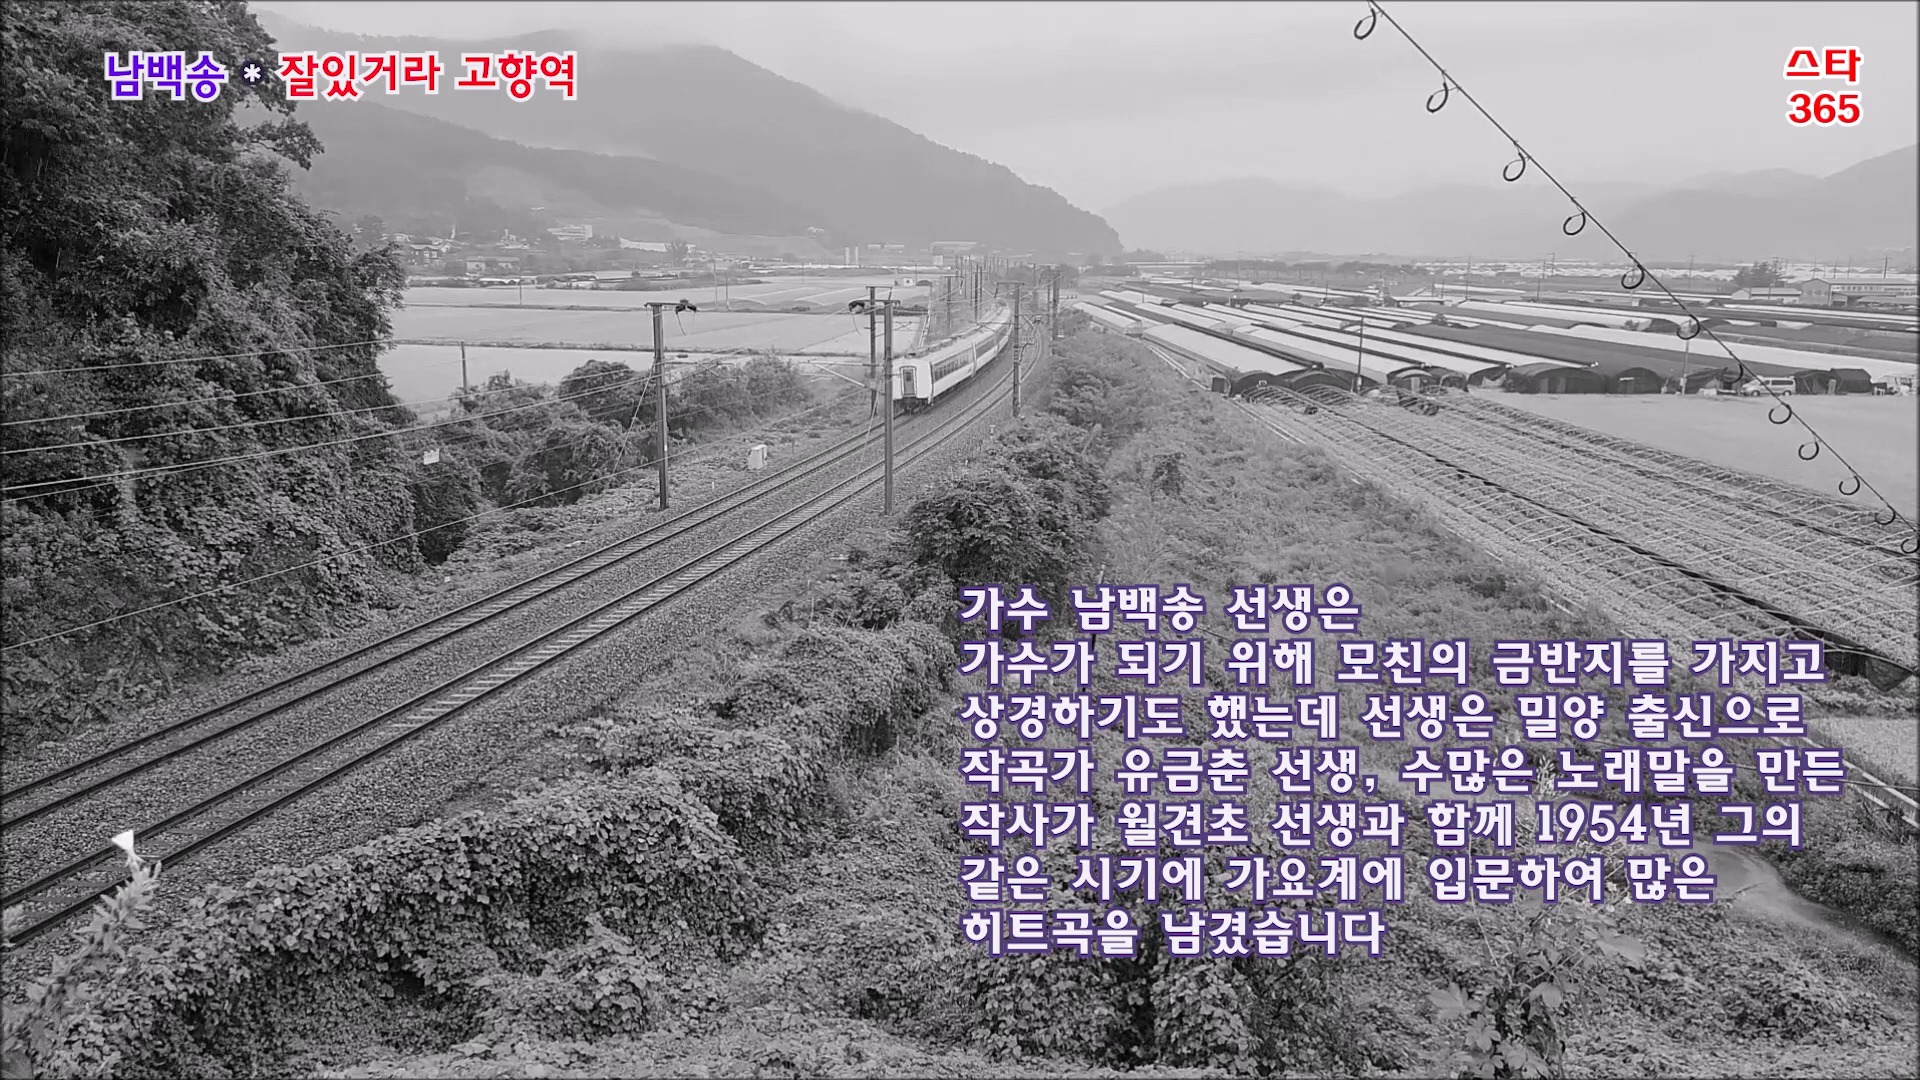 남백송 * 잘있거라 고향역
스타
365
가수 남백송 선생은
가수가 되기 위해 모친의 금반지를 가지고
상경하기도 했는데 선생은 밀양 출신으로
작곡가 유금춘 선생, 수많은 노래말을 만든
작사가 월견초 선생과 함께 1954년 그의
같은 시기에 가요계에 입문하여 많은
히트곡을 남겼습니다